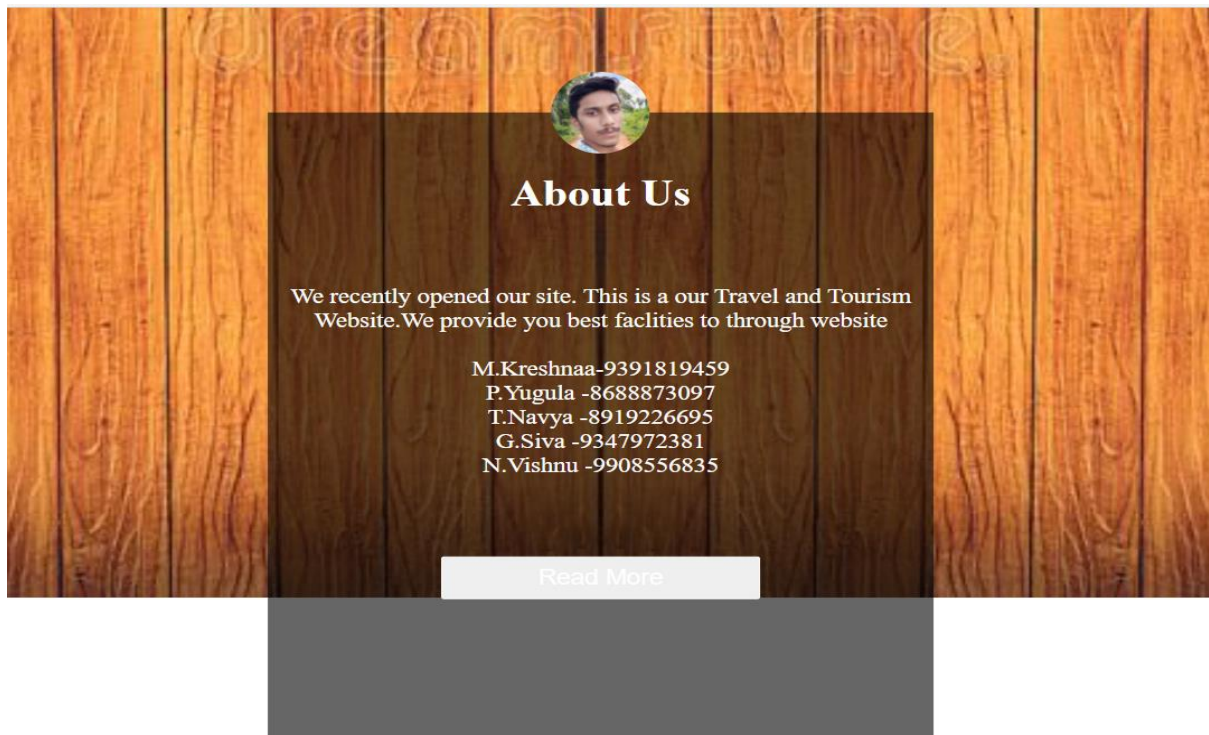 dreamstime.
About Us
We recently opened our site. This is a our Travel and Tourism
Website.We provide you best faclities to through website
M.Kreshnaa-9391819459
P.Yugula -8688873097
T.Navya -8919226695
G.Siva -9347972381
N.Vishnu -9908556835
Read More